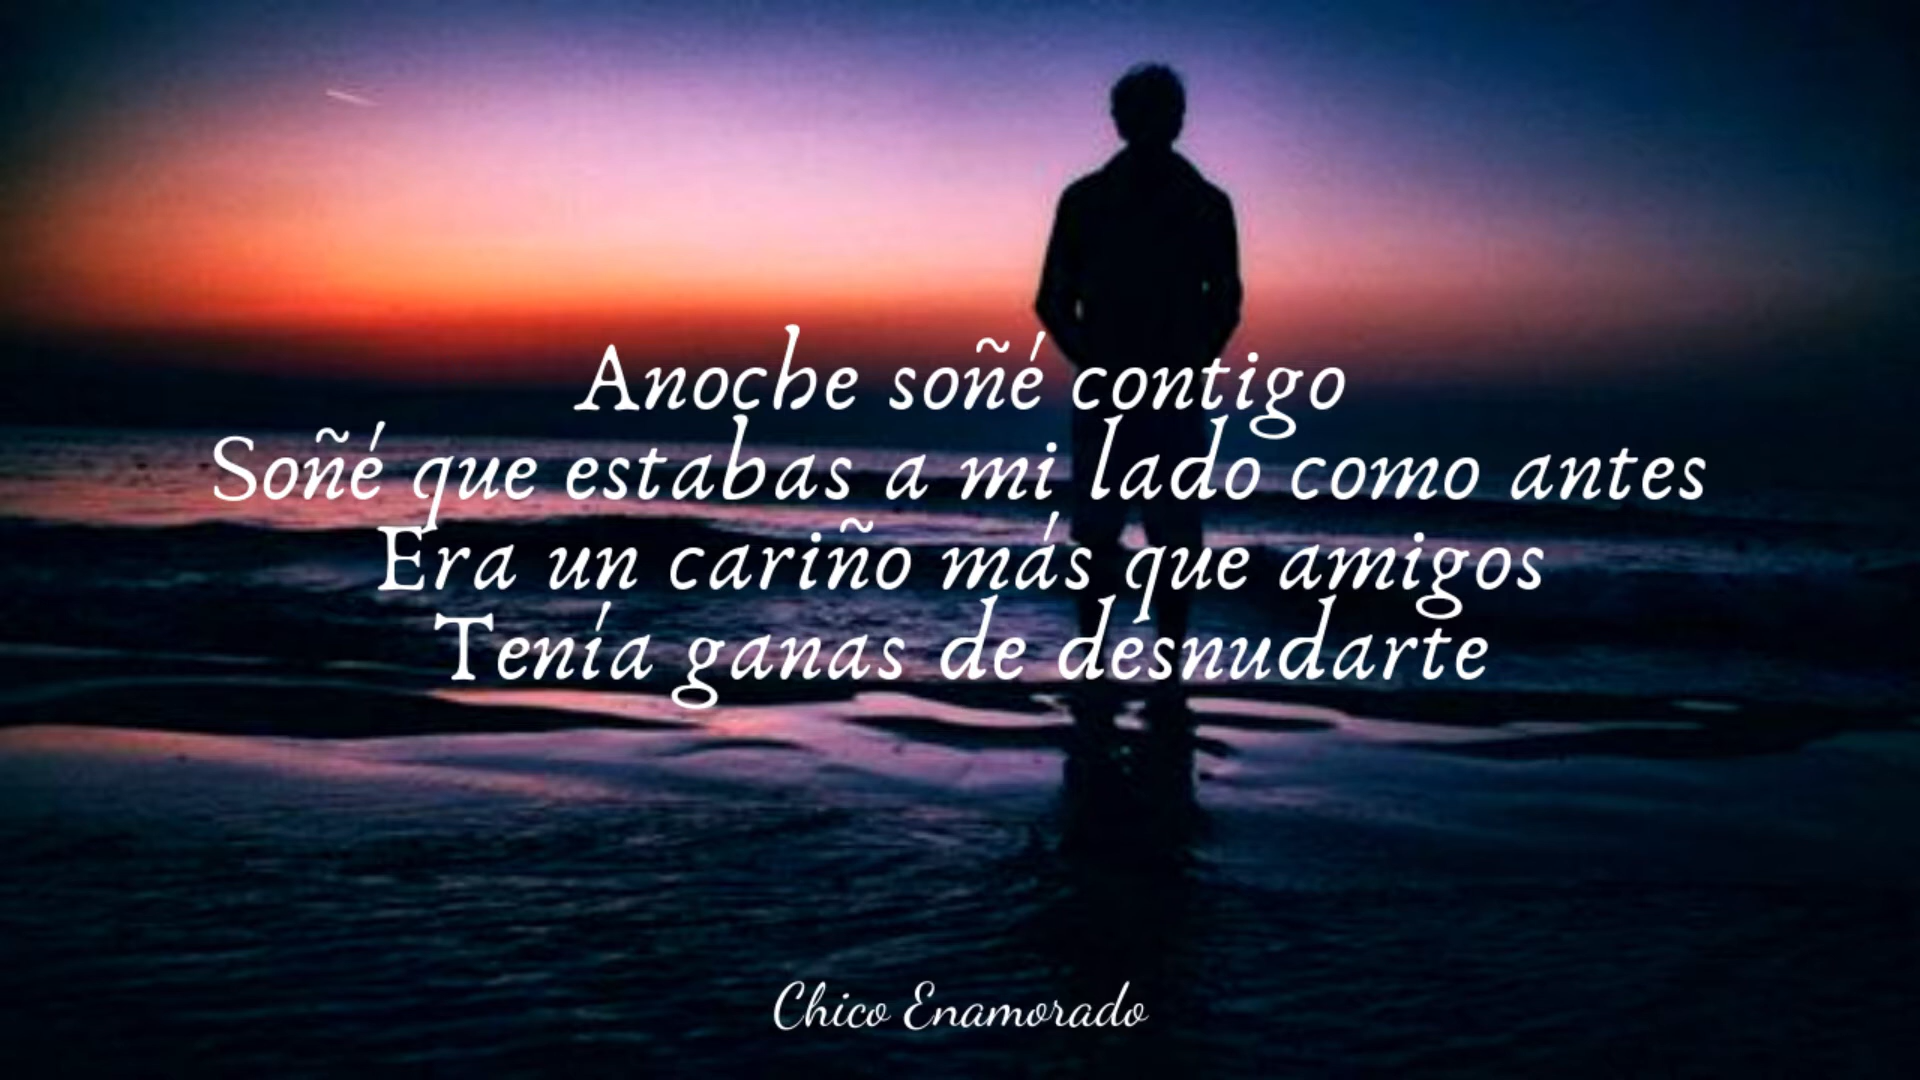 Anoche soñé contigo
Soñé que estabas a mi lado como antes
Era un cariño más que amigos
Tenía ganas de desnudarte
Chico Enamorado